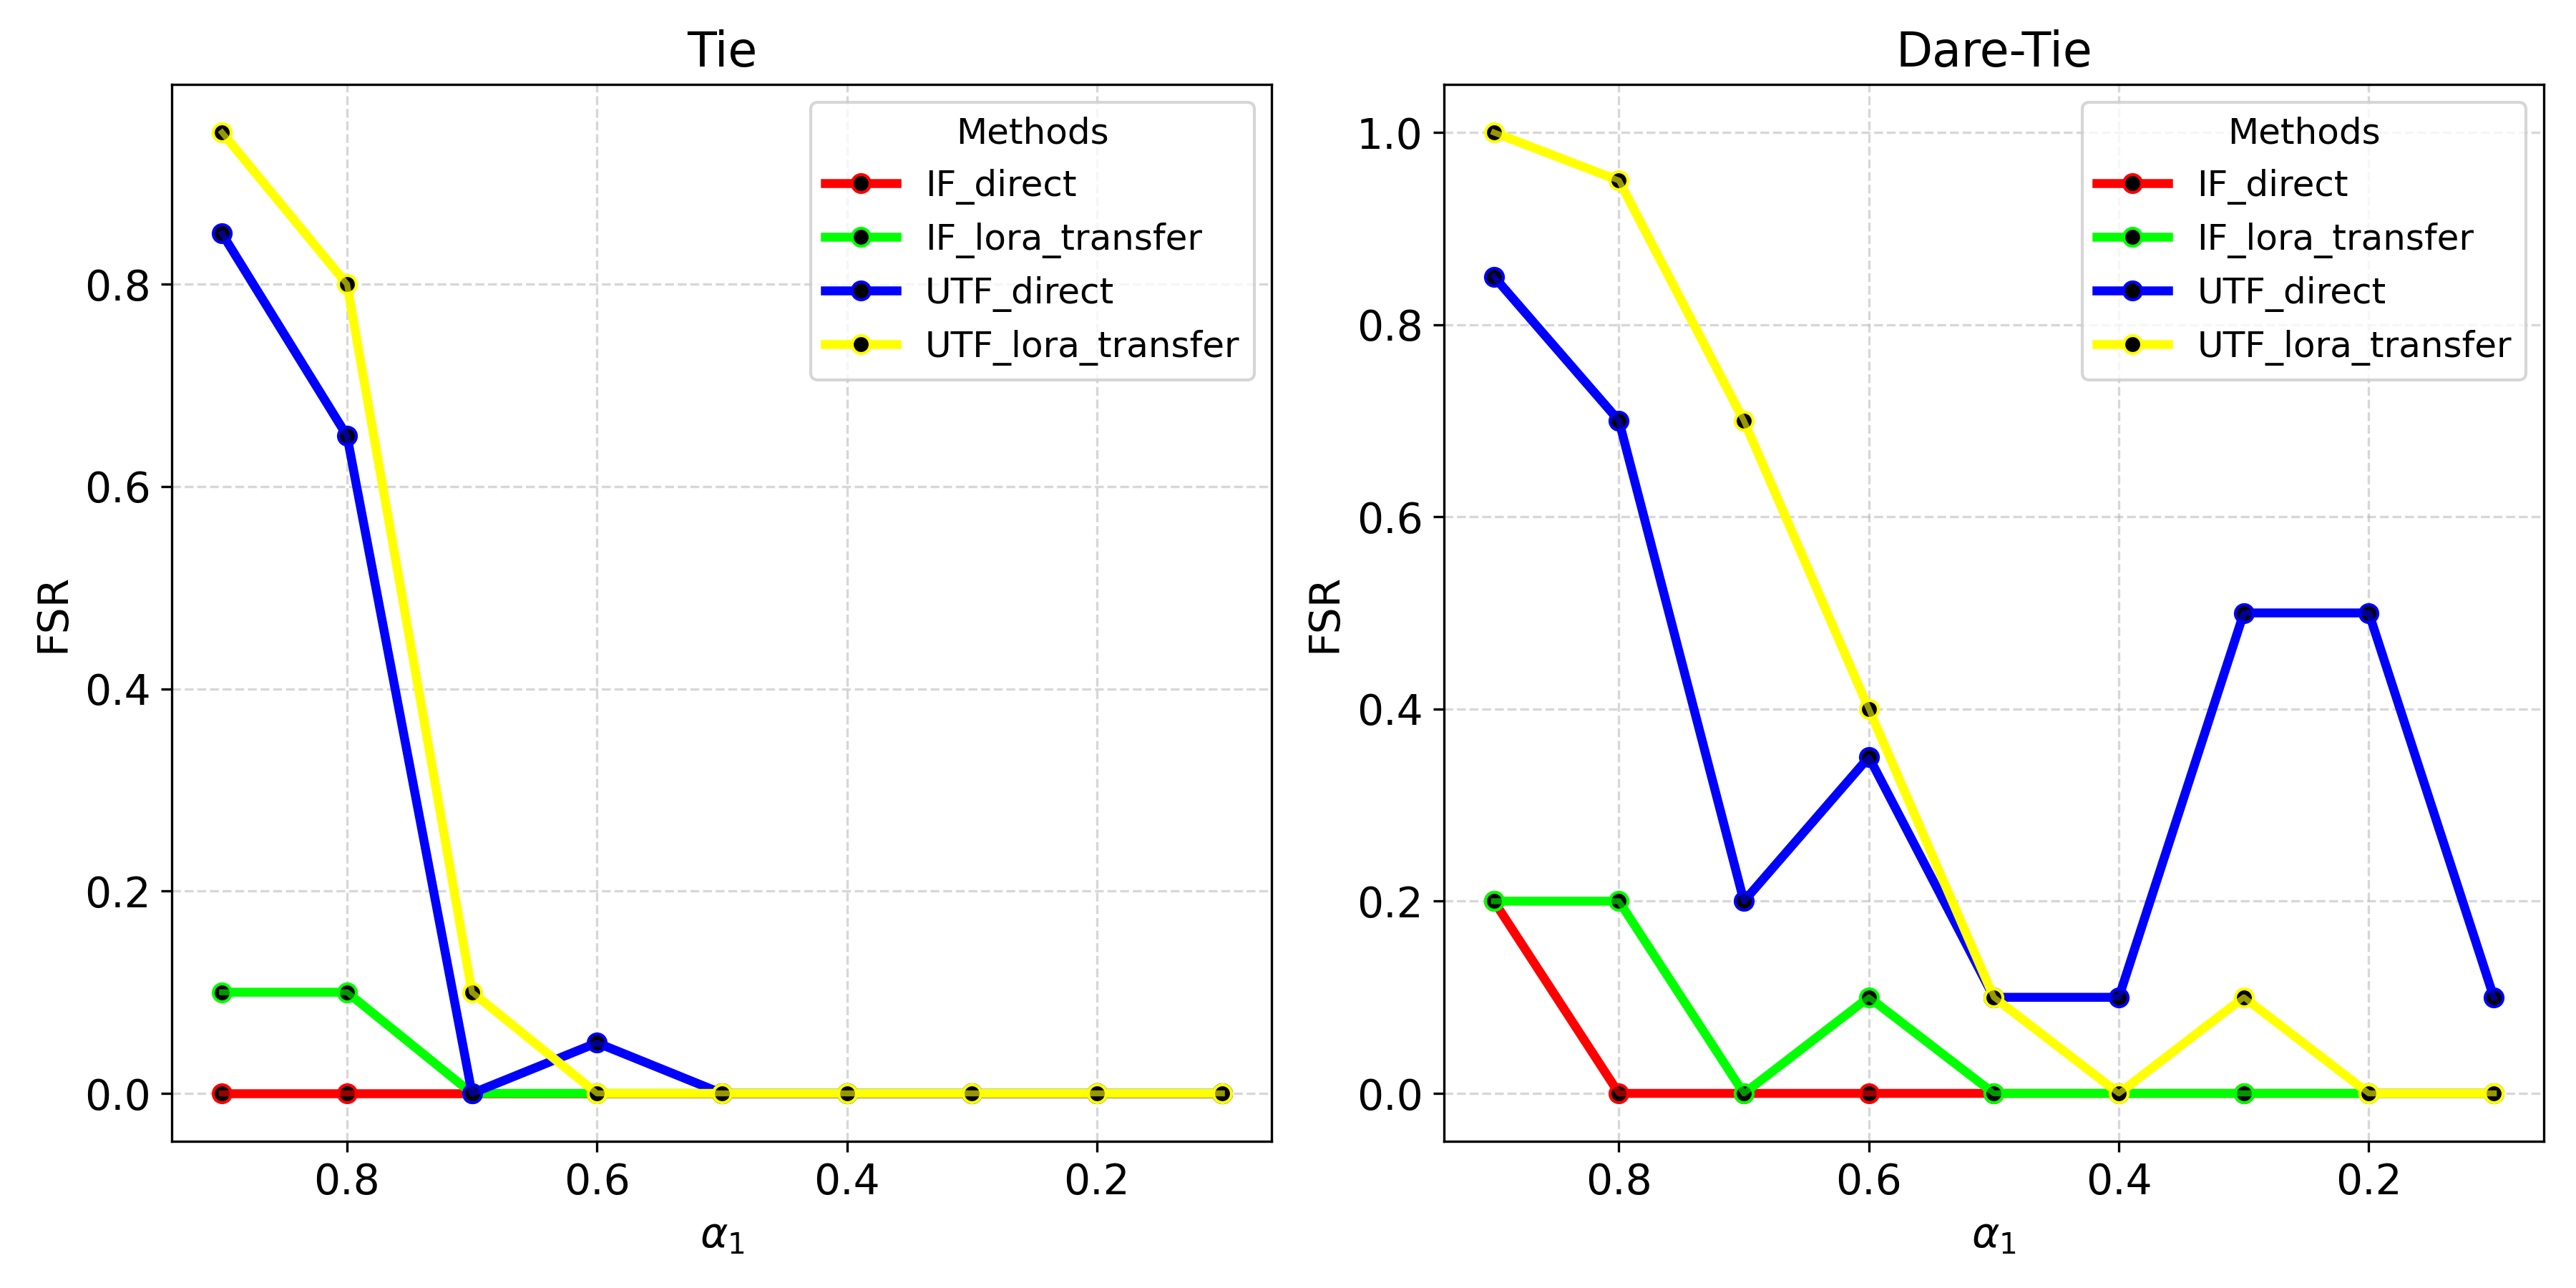 Tie
Methods
IF_direct
IF_lora_transfer
UTF_direct
UTF_lora_transfer
FSR
0.8
0.6
0.4
0.2
0.0
0.8
0.6
0.4
0.2
α1
Dare-Tie
Methods
IF_direct
IF_lora_transfer
UTF_direct
UTF_lora_transfer
FSR
1.0
0.8
0.6
0.4
0.2
0.0
0.8
0.6
0.4
0.2
α1